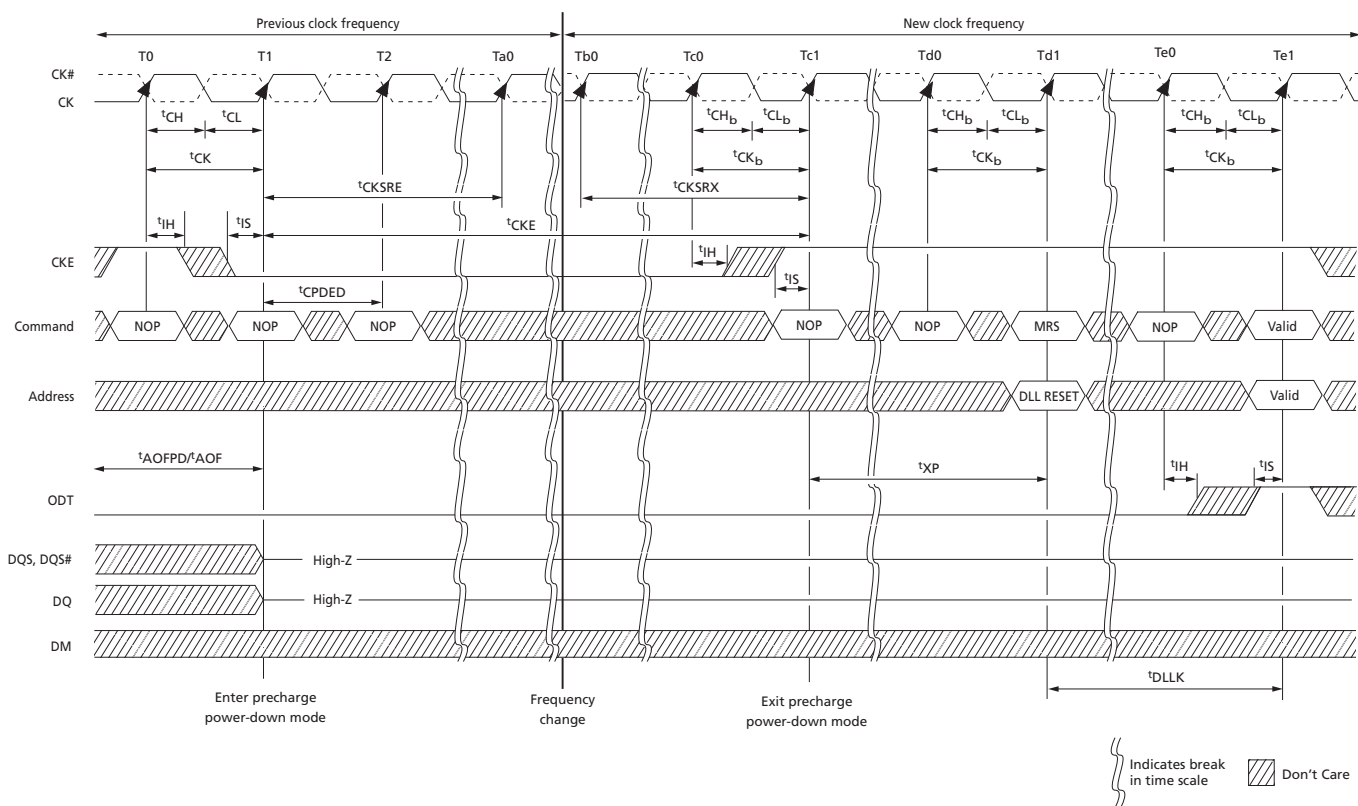 Previous clock frequency
New clock frequency
T0
T1
T2
Ta0
Tb0
Tc0
Tc1
Td0
Td1
Te0
Te1
CK#
CK
tCH
tCL
tCHb
tCLb
tCHb
tCLb
tCHb
tCLb
tCK
tCKb
tCKb
tCKb
tCKSRE
tCKSRX
tIH
tIS
tCKE
CKE
tIH
tIS
tCPDED
Command
NOP
NOP
NOP
NOP
NOP
MRS
NOP
Valid
Address
DLL RESET
Valid
tAOFPD/tAOF
tXP
tIH
tIS
ODT
DQS, DQS#
High-Z
DQ
High-Z
DM
tDLLK
Enter precharge
power-down mode
Frequency
change
Exit precharge
power-down mode
Indicates break
in time scale
Don't Care